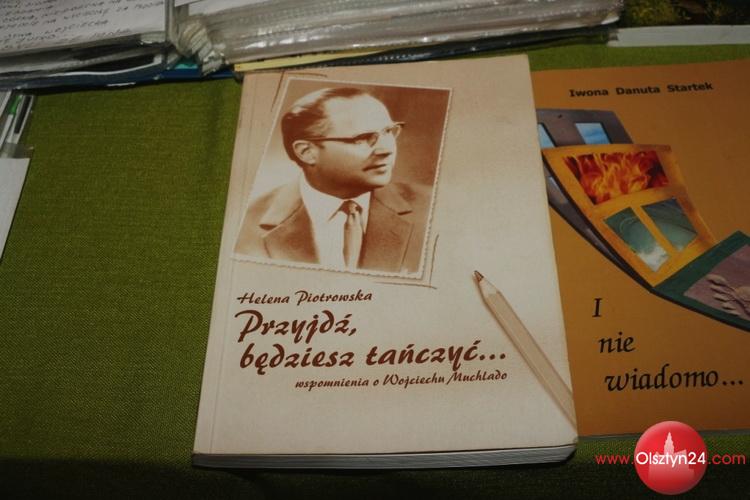 Iwona Danuta Startek
Helena Piotrowska
Przyjdź,
będziesz tańczyć...
wspomnienia o Wojciechu Muchlado
I
nie
wiadomo...
www.Olsztyn24.com